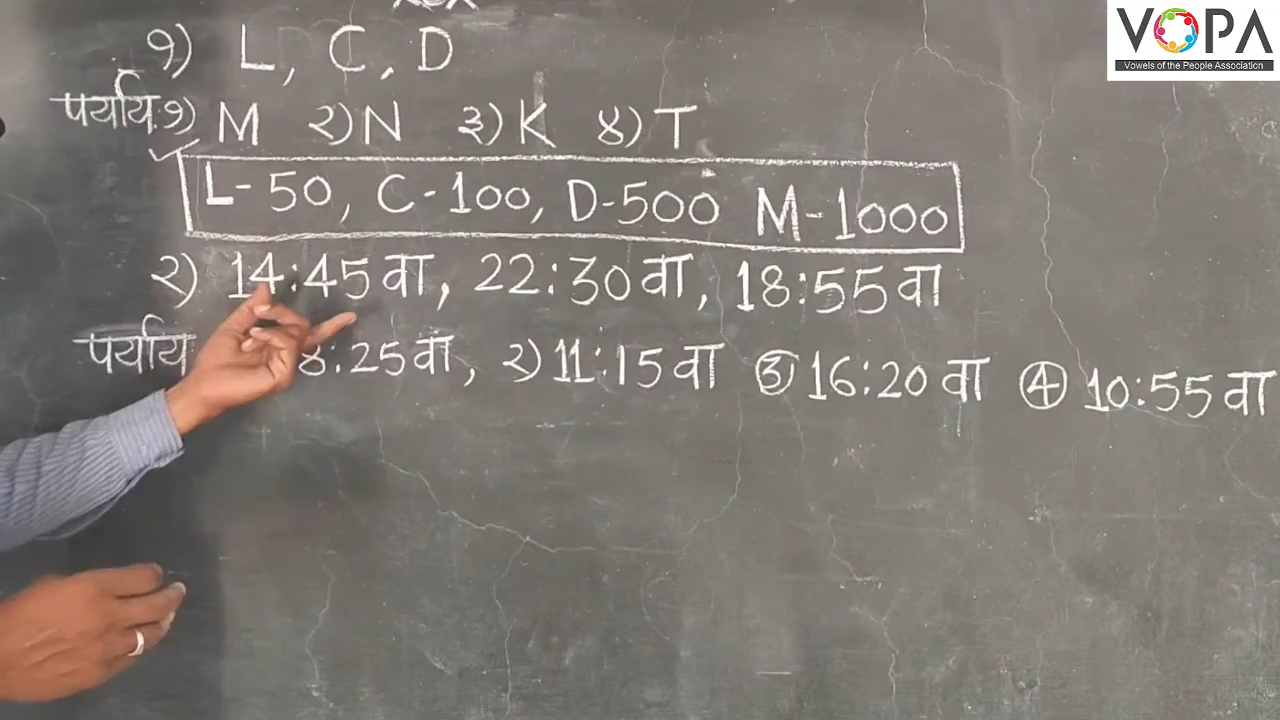 VOPA
Vowels of the People Association
१) L, C, D
पर्याय:१) M २) N ३) K ४) T
L-50, C-100, D-500 M-1000
२) 14:45 वा, 22:30 वा, 18:55 वा
पर्याय 8:25 वा, २) 11:15 वा ③ 16:20 वा ④ 10:55 वा